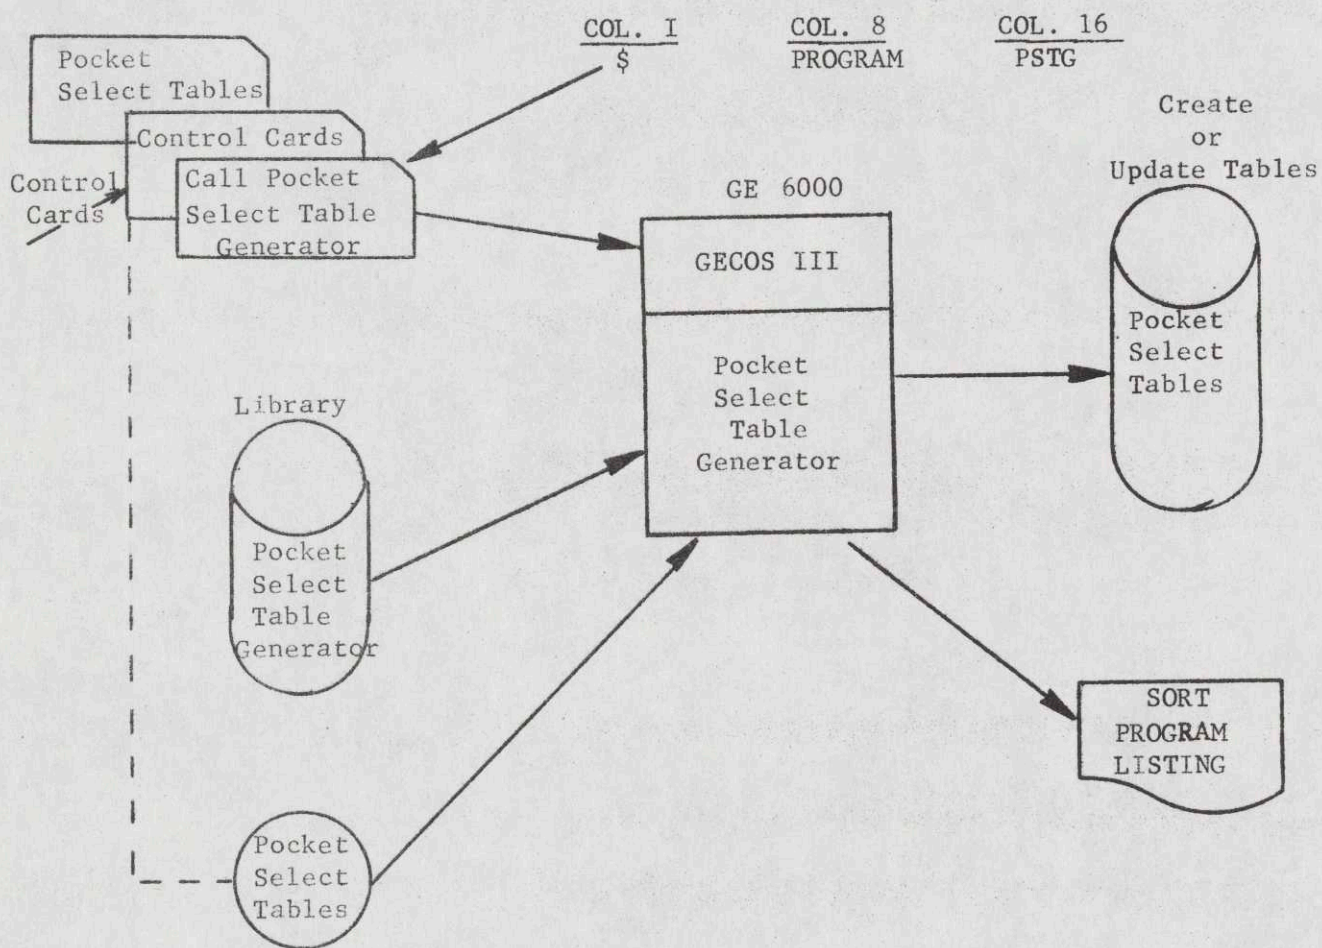 COL. I COL. 8 COL. 16
$ PROGRAM PSTG
Pocket
Select Tables
Control Cards
Control
Cards
Call Pocket
Select Table
Generator
GE 6000
GECOS III
Pocket
Select
Table
Generator
Create
or
Update Tables
Pocket
Select
Tables
Library
Pocket
Select
Table
Generator
SORT
PROGRAM
LISTING
Pocket
Select
Tables